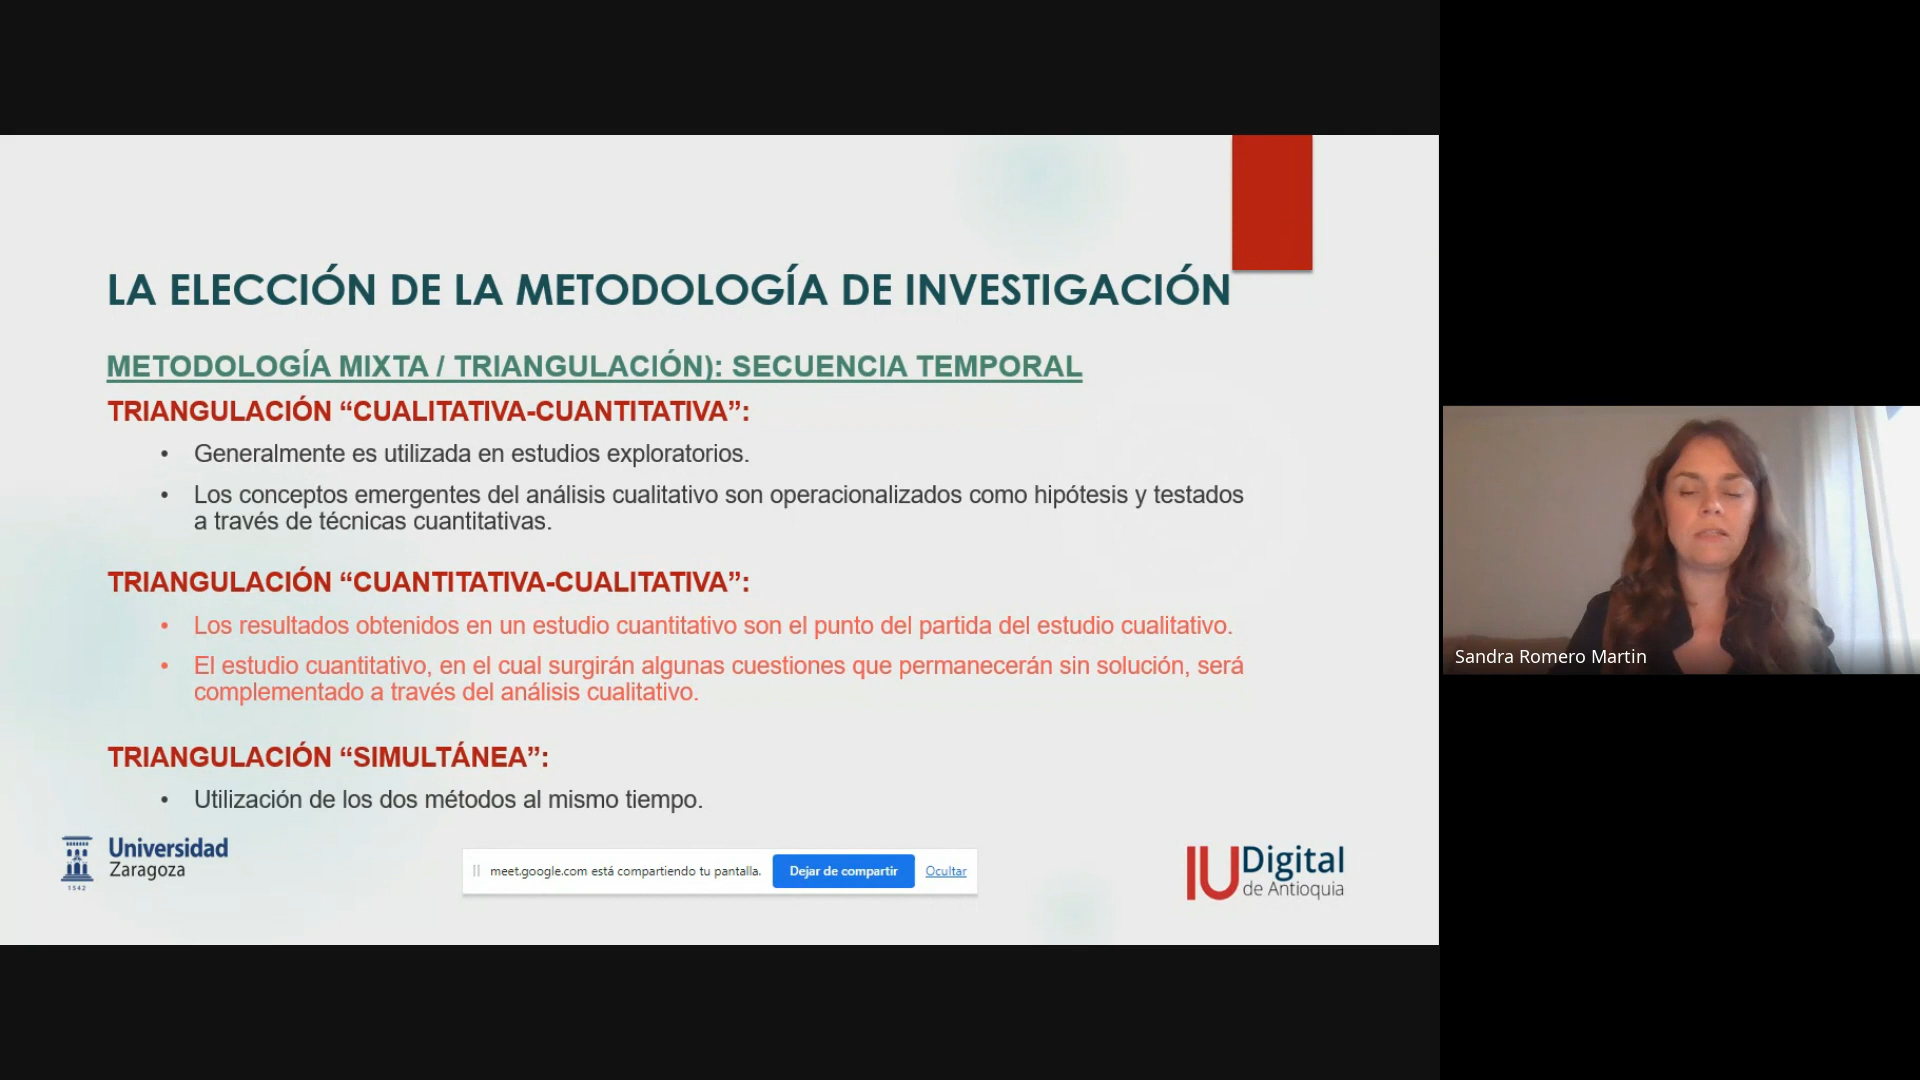 LA ELECCIÓN DE LA METODOLOGÍA DE INVESTIGACIÓN
METODOLOGÍA MIXTA / TRIANGULACIÓN): SECUENCIA TEMPORAL
TRIANGULACIÓN “CUALITATIVA-CUANTITATIVA”:
• Generalmente es utilizada en estudios exploratorios.
• Los conceptos emergentes del análisis cualitativo son operacionalizados como hipótesis y testados
a través de técnicas cuantitativas.
TRIANGULACIÓN “CUANTITATIVA-CUALITATIVA”:
• Los resultados obtenidos en un estudio cuantitativo son el punto del partida del estudio cualitativo.
• El estudio cuantitativo, en el cual surgirán algunas cuestiones que permanecerán sin solución, será
complementado a través del análisis cualitativo.
TRIANGULACIÓN “SIMULTÁNEA”:
• Utilización de los dos métodos al mismo tiempo.
Universidad
Zaragoza
1542
meet.google.com está compartiendo tu pantalla. Dejar de compartir Ocultar
IU Digital
de Antioquia
Sandra Romero Martin